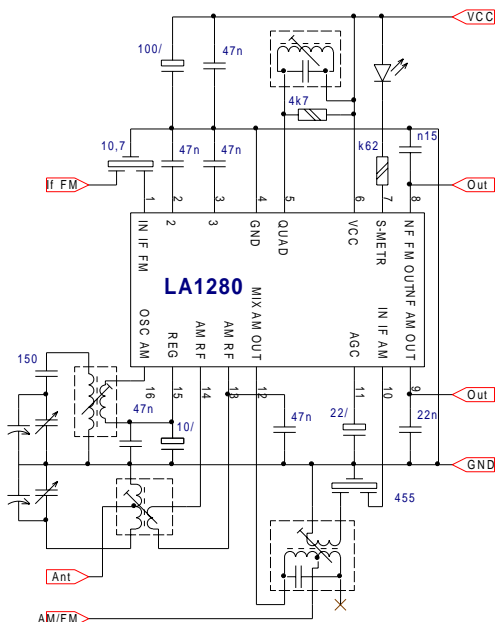 VCC
100/
47n
4k7
10,7
47n
47n
k62
n15
If FM
Out
1
2
3
4
5
6
7
8
IN IF FM
2
3
GND
QUAD
VCC
S-METR
NF FM OUT
LA1280
OSC AM
REG
AM RF
AM RF
MIX AM OUT
AGC
IN IF AM
NF AM OUT
16
15
14
13
12
11
10
9
150
47n
10/
47n
22/
22n
Out
GND
455
Ant
AM/FM